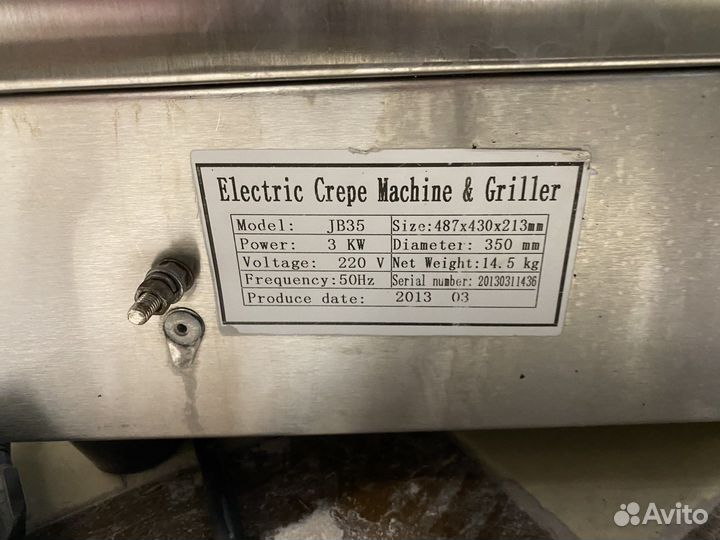 Electric Crepe Machine & Griller
Model: JB35 Size:487x430x213mm
Power: 3 KW Diameter: 350 mm
Voltage: 220 V Net Weight:14.5 kg
Frequency:50Hz Serial number: 20130311436
Produce date: 2013 03
Avito